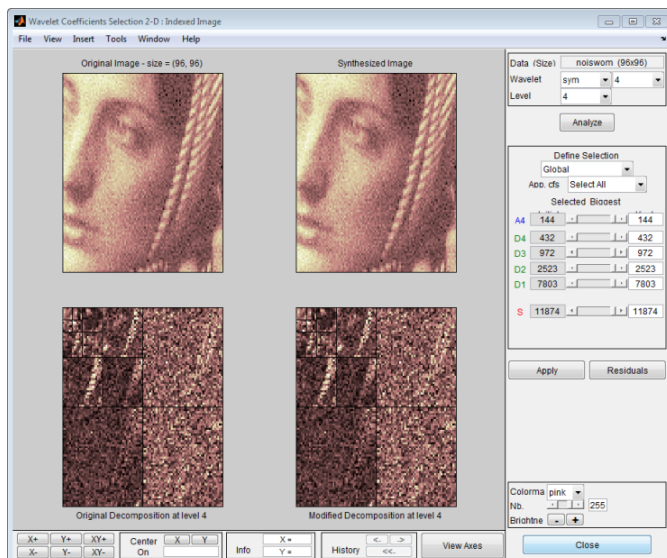 Wavelet Coefficients Selection 2-D : Indexed Image
File View Insert Tools Window Help
Original Image - size = (96, 96)
Synthesized Image
Original Decomposition at level 4
Modified Decomposition at level 4
Data (Size) noiswom (96x96)
Wavelet sym 4
Level 4
Analyze
Define Selection
Global
App. cfs Select All
Selected Biggest
A4 144 144
D4 432 432
D3 972 972
D2 2523 2523
D1 7803 7803
S 11874 11874
Apply Residuals
Colorma pink
Nb. 255
Brightne - +
X+ Y+ XY+
X- Y- XY-
Center On X Y
Info X = Y =
History <- -> <<-
View Axes
Close